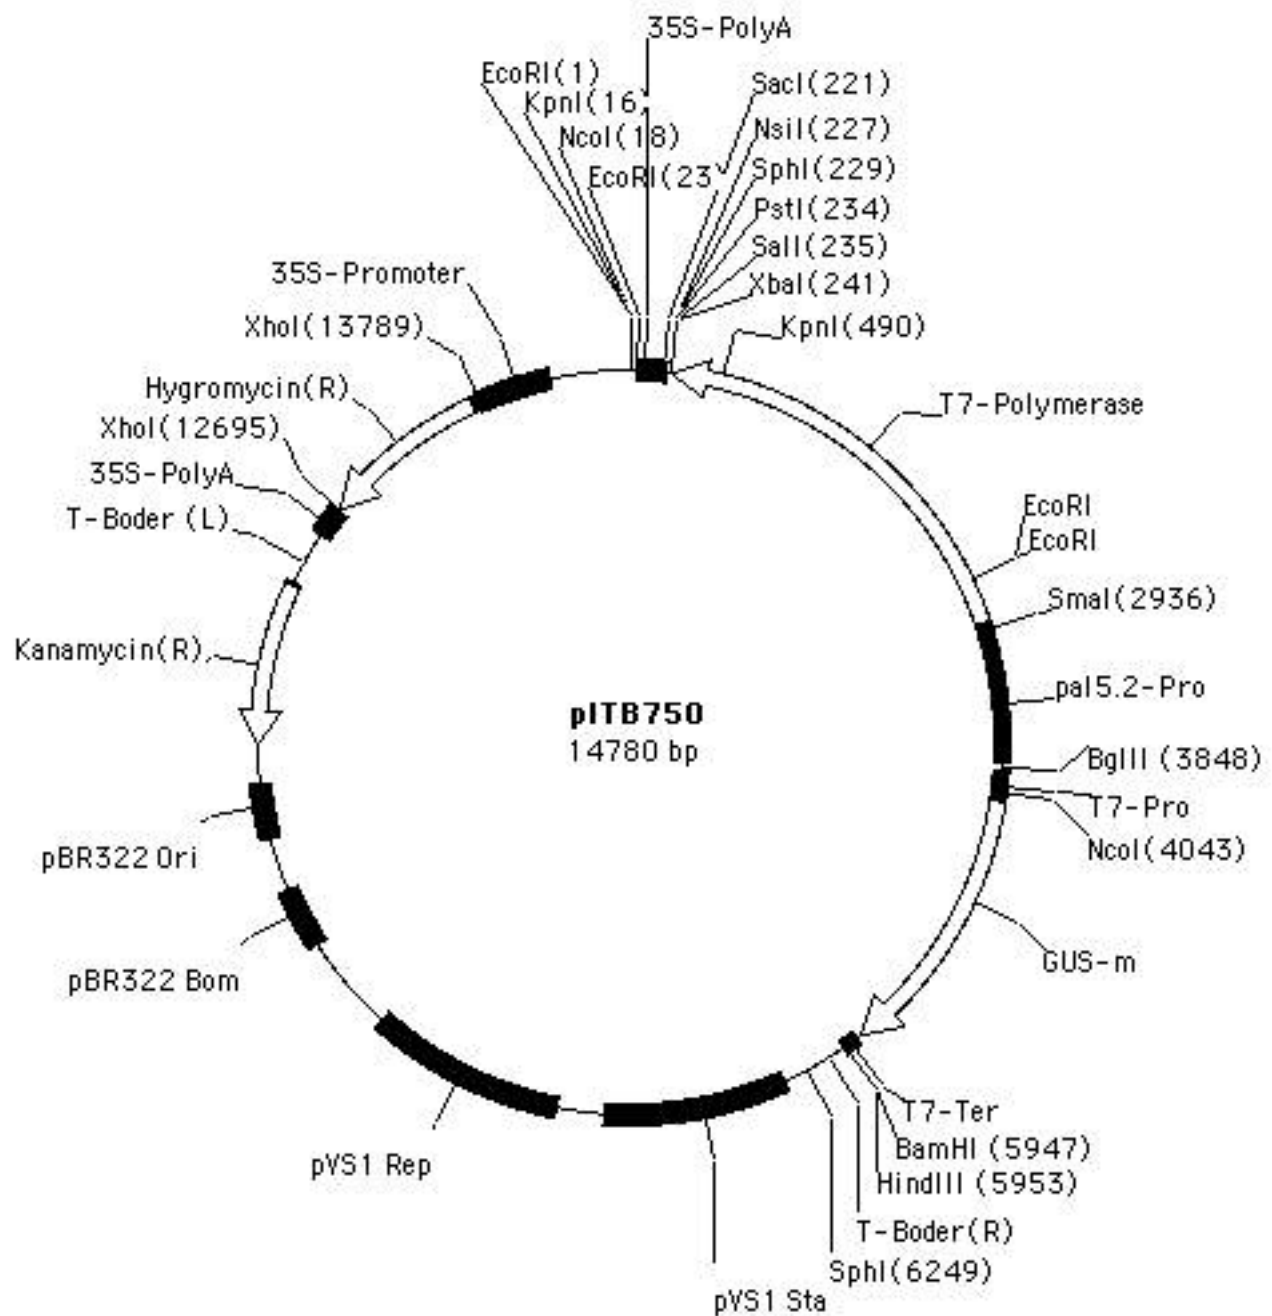 35S-PolyA
EcoRI(1)
KpnI(16)
NcoI(18)
EcoRI(23
SacI(221)
NsiI(227)
SphI(229)
PstI(234)
SalI(235)
XbaI(241)
KpnI(490)
T7-Polymerase
EcoRI
EcoRI
SmaI(2936)
pal5.2-Pro
BglII (3848)
T7-Pro
NcoI(4043)
GUS-m
T7-Ter
BamHI (5947)
HindIII (5953)
T-Boder(R)
SphI(6249)
pVS1 Sta
pVS1 Rep
pBR322 Bom
pBR322 Ori
Kanamycin(R)
T-Boder (L)
35S-PolyA
XhoI(12695)
Hygromycin(R)
XhoI(13789)
35S-Promoter
pITB750
14780 bp